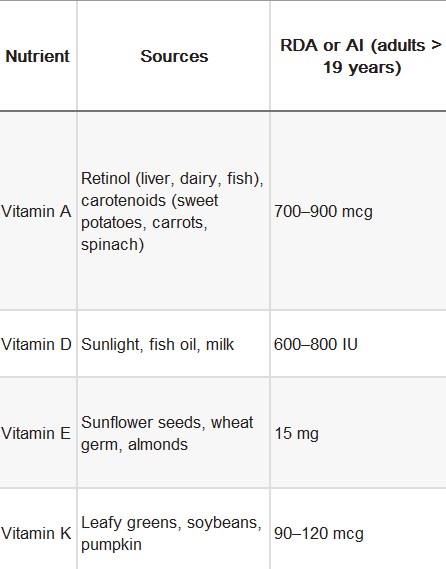 Nutrient
Sources
RDA or AI (adults >
19 years)
Vitamin A
Retinol (liver, dairy, fish),
carotenoids (sweet
potatoes, carrots,
spinach)
700–900 mcg
Vitamin D
Sunlight, fish oil, milk
600–800 IU
Vitamin E
Sunflower seeds, wheat
germ, almonds
15 mg
Vitamin K
Leafy greens, soybeans,
pumpkin
90–120 mcg